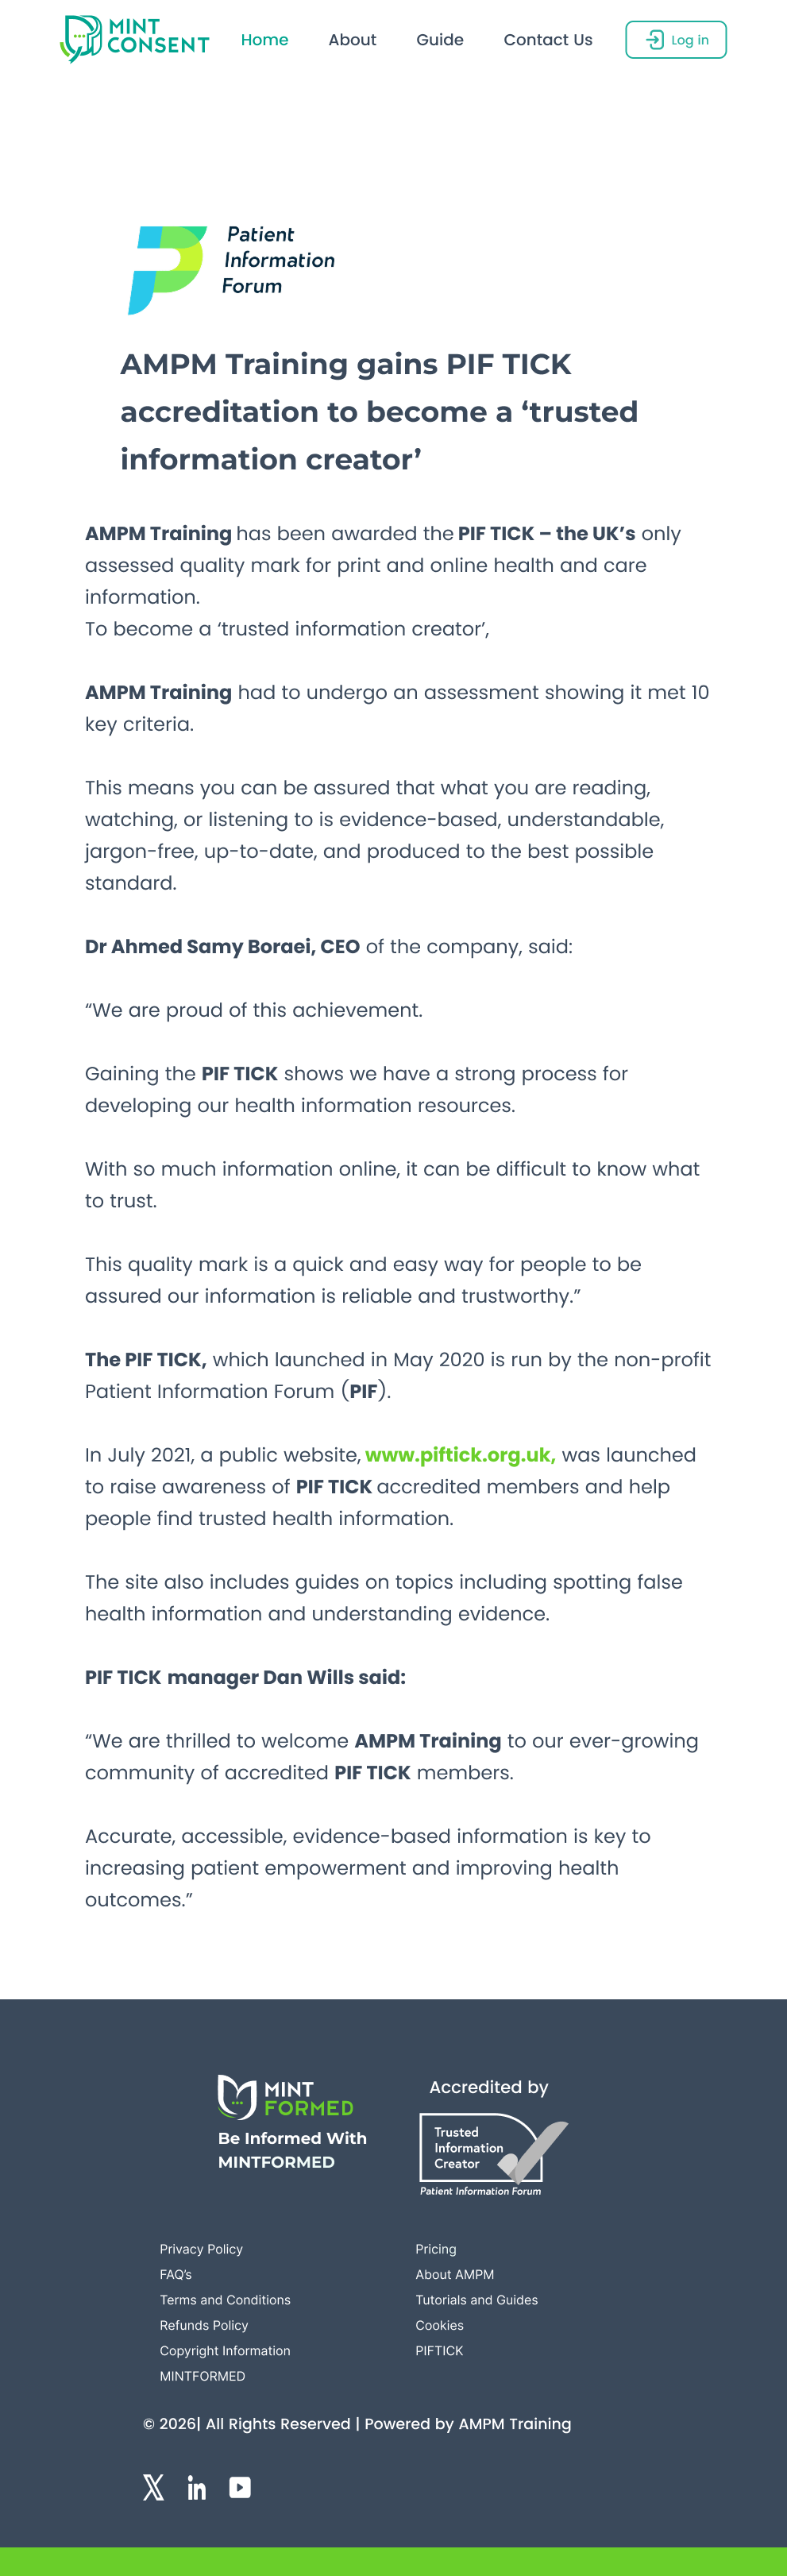 MINT
CONSENT
Home
About
Guide
Contact Us
Log in
Patient
Information
Forum
AMPM Training gains PIF TICK
accreditation to become a ‘trusted
information creator’
AMPM Training has been awarded the PIF TICK – the UK’s only
assessed quality mark for print and online health and care
information.
To become a ‘trusted information creator’,
AMPM Training had to undergo an assessment showing it met 10
key criteria.
This means you can be assured that what you are reading,
watching, or listening to is evidence-based, understandable,
jargon-free, up-to-date, and produced to the best possible
standard.
Dr Ahmed Samy Boraei, CEO of the company, said:
“We are proud of this achievement.
Gaining the PIF TICK shows we have a strong process for
developing our health information resources.
With so much information online, it can be difficult to know what
to trust.
This quality mark is a quick and easy way for people to be
assured our information is reliable and trustworthy.”
The PIF TICK, which launched in May 2020 is run by the non-profit
Patient Information Forum (PIF).
In July 2021, a public website, www.piftick.org.uk, was launched
to raise awareness of PIF TICK accredited members and help
people find trusted health information.
The site also includes guides on topics including spotting false
health information and understanding evidence.
PIF TICK manager Dan Wills said:
“We are thrilled to welcome AMPM Training to our ever-growing
community of accredited PIF TICK members.
Accurate, accessible, evidence-based information is key to
increasing patient empowerment and improving health
outcomes.”
MINT
FORMED
Be Informed With
MINTFORMED
Accredited by
Trusted
Information
Creator
Patient Information Forum
Privacy Policy
FAQ’s
Terms and Conditions
Refunds Policy
Copyright Information
MINTFORMED
Pricing
About AMPM
Tutorials and Guides
Cookies
PIFTICK
© 2026| All Rights Reserved | Powered by AMPM Training